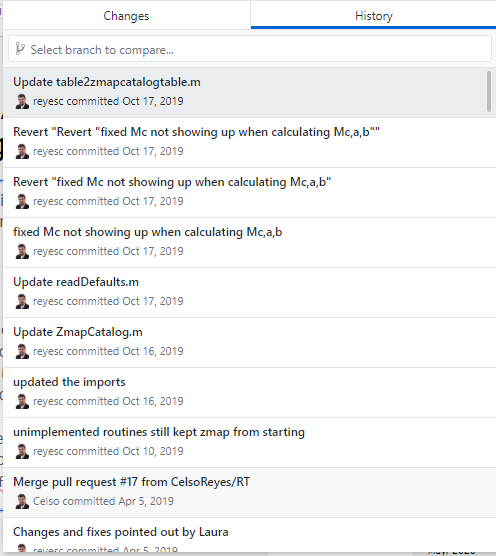 Changes
History
Select branch to compare...
Update table2zmapcatalogtable.m
reyesc committed Oct 17, 2019
Revert "Revert "fixed Mc not showing up when calculating Mc,a,b""
reyesc committed Oct 17, 2019
Revert "fixed Mc not showing up when calculating Mc,a,b"
reyesc committed Oct 17, 2019
fixed Mc not showing up when calculating Mc,a,b
reyesc committed Oct 17, 2019
Update readDefaults.m
reyesc committed Oct 17, 2019
Update ZmapCatalog.m
reyesc committed Oct 16, 2019
updated the imports
reyesc committed Oct 16, 2019
unimplemented routines still kept zmap from starting
reyesc committed Oct 10, 2019
Merge pull request #17 from CelsoReyes/RT
Celso committed Apr 5, 2019
Changes and fixes pointed out by Laura
reyesc committed Apr 5, 2019